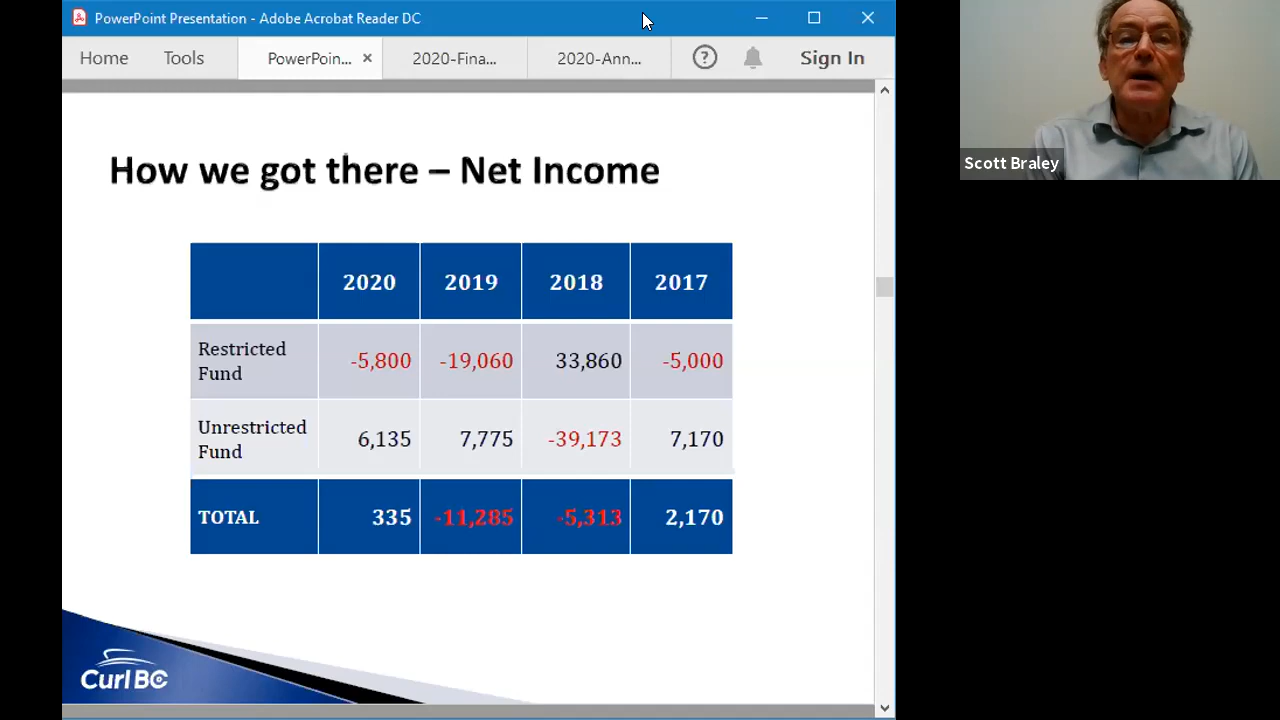 PowerPoint Presentation - Adobe Acrobat Reader DC
Home Tools PowerPoin... × 2020-Fina... 2020-Ann... ? Sign In
Scott Braley
How we got there – Net Income
2020 2019 2018 2017
Restricted
Fund
-5,800 -19,060 33,860 -5,000
Unrestricted
Fund
6,135 7,775 -39,173 7,170
TOTAL 335 -11,285 -5,313 2,170
Curl BC